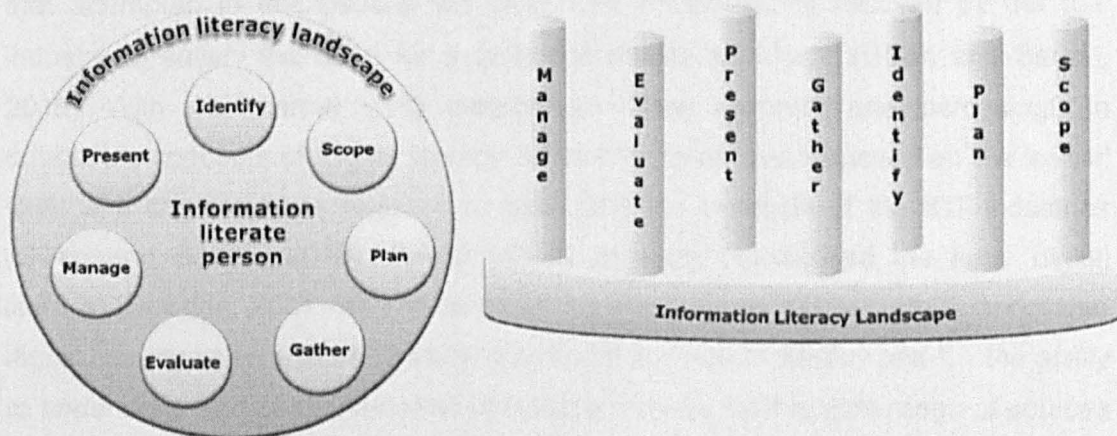 Information literacy landscape
Identify
Scope
Plan
Gather
Evaluate
Manage
Present
Information
literate
person
Manage
Evaluate
Present
Gather
Identify
Plan
Scope
Information Literacy Landscape